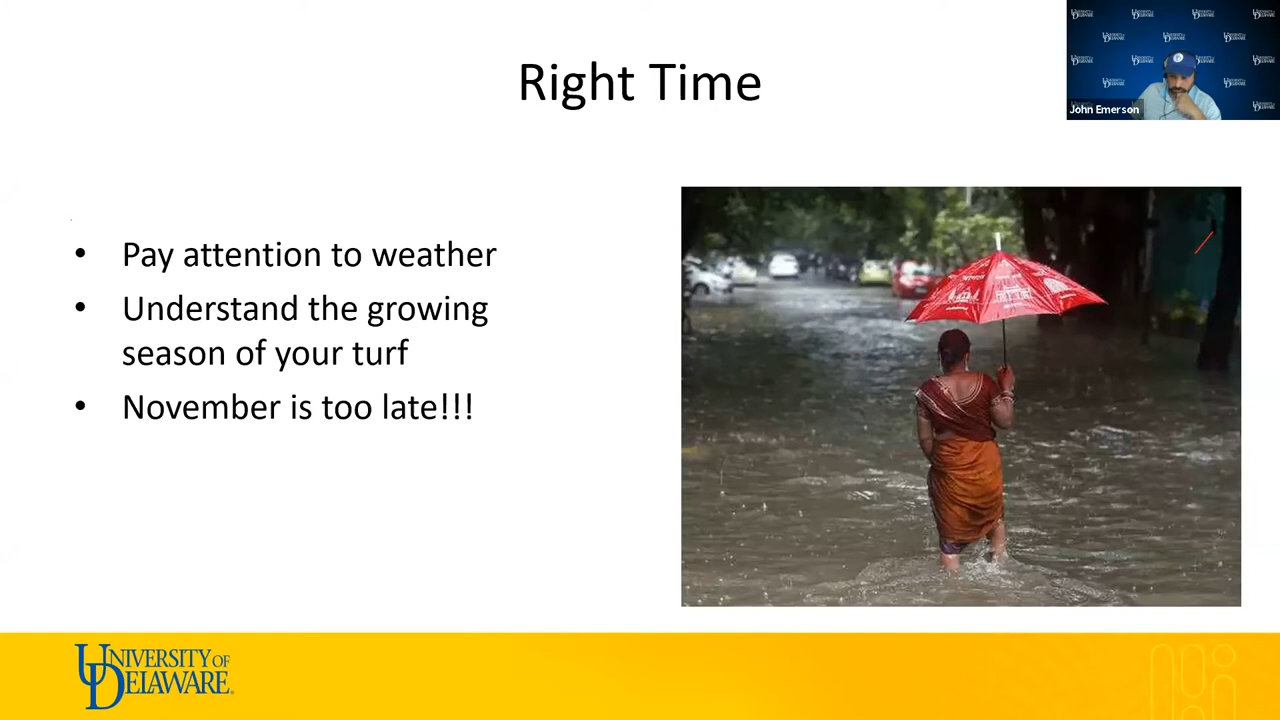 Right Time
John Emerson
• Pay attention to weather
• Understand the growing
season of your turf
• November is too late!!!
UNIVERSITY OF
DELAWARE